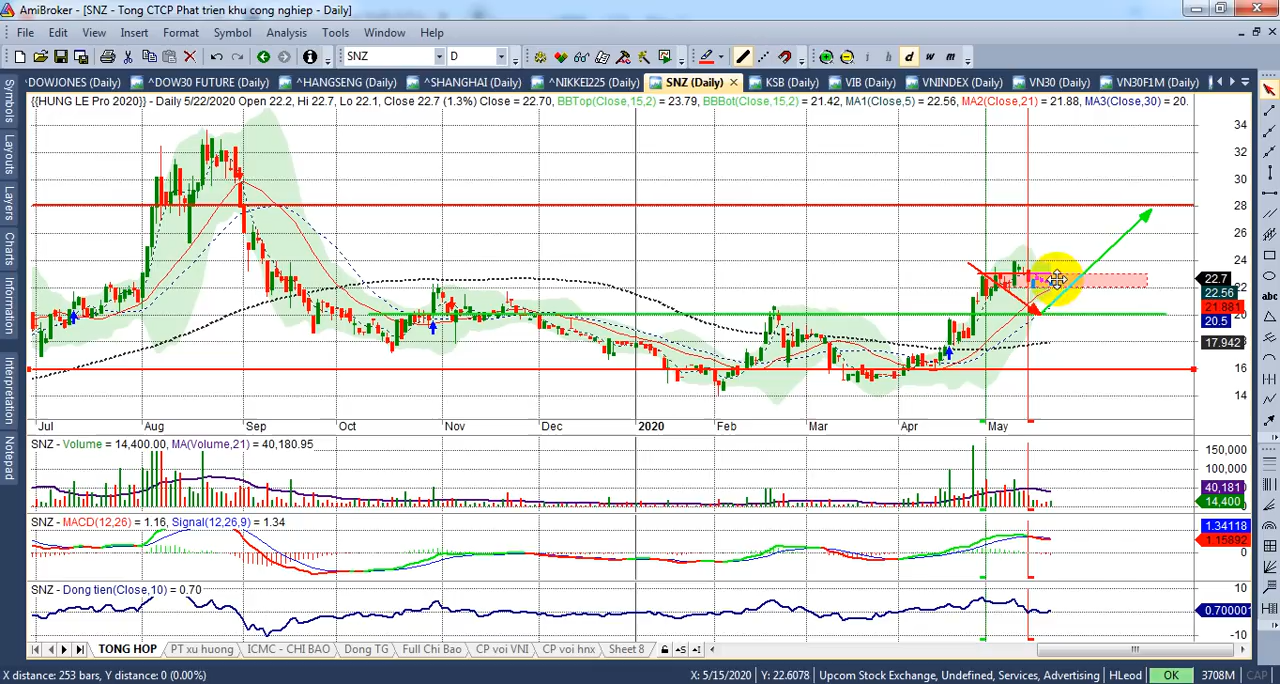 AmiBroker - [SNZ - Tong CTCP Phat trien khu cong nghiep - Daily]
File Edit View Insert Format Symbol Analysis Tools Window Help
SNZ D i h d w m
^DOWJONES (Daily) ^DOW30 FUTURE (Daily) ^HANGSENG (Daily) ^SHANGHAI (Daily) ^NIKKEI225 (Daily) SNZ (Daily) KSB (Daily) VIB (Daily) VNINDEX (Daily) VN30 (Daily) VN30F1M (Daily)
{{HUNG LE Pro 2020}} - Daily 5/22/2020 Open 22.2, Hi 22.7, Lo 22.1, Close 22.7 (1.3%) Close = 22.70, BBTop(Close,15,2) = 23.79, BBBot(Close,15,2) = 21.42, MA1(Close,5) = 22.56, MA2(Close,21) = 21.88, MA3(Close,30) = 20.
Symbols
Layouts
Layers
Charts
Information
Interpretation
Notepad
34
32
30
28
26
24
22.7
22
22.56
21.881
20
20.5
17.942
16
14
Jul Aug Sep Oct Nov Dec 2020 Feb Mar Apr May
SNZ - Volume = 14,400.00, MA(Volume,21) = 40,180.95
150,000
100,000
40,181
14,400
SNZ - MACD(12,26) = 1.16, Signal(12,26,9) = 1.34
1.34118
1.15892
0
SNZ - Dong tien(Close,10) = 0.70
10
0.700001
-10
TONG HOP PT xu huong ICMC - CHI BAO Dong TG Full Chi Bao CP voi VNI CP voi hnx Sheet 8
X distance: 253 bars, Y distance: 0 (0.00%) X: 5/15/2020 Y: 22.6078 Upcom Stock Exchange, Undefined, Services, Advertising HLeod OK 3708M CAP
abc